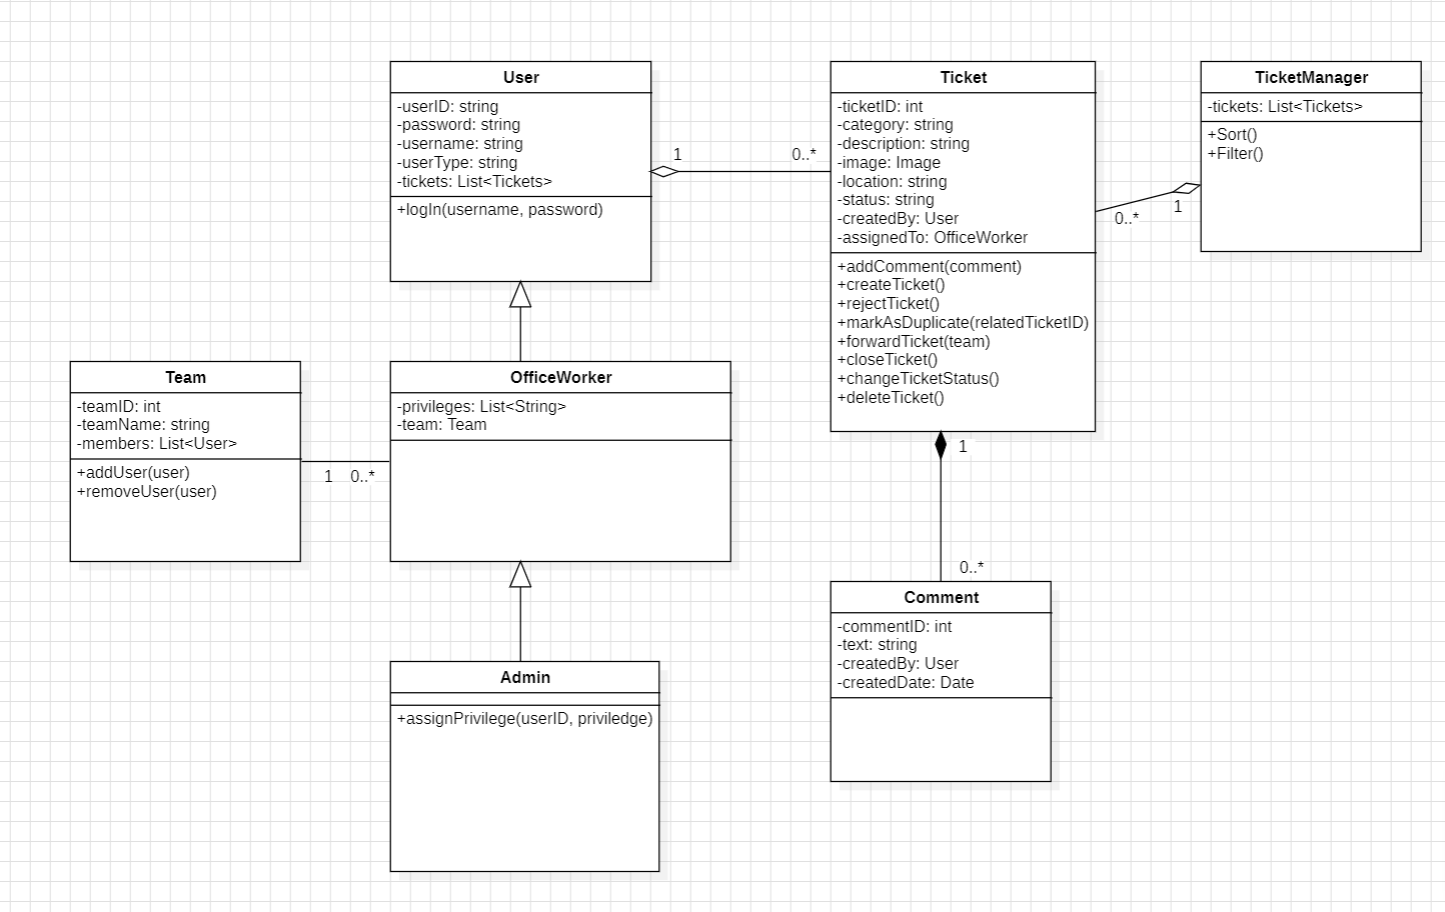 User
-userID: string
-password: string
-username: string
-userType: string
-tickets: List<Tickets>
+logIn(username, password)
1
0..*
Ticket
-ticketID: int
-category: string
-description: string
-image: Image
-location: string
-status: string
-createdBy: User
-assignedTo: OfficeWorker
+addComment(comment)
+createTicket()
+rejectTicket()
+markAsDuplicate(relatedTicketID)
+forwardTicket(team)
+closeTicket()
+changeTicketStatus()
+deleteTicket()
0..*
1
TicketManager
-tickets: List<Tickets>
+Sort()
+Filter()
Team
-teamID: int
-teamName: string
-members: List<User>
+addUser(user)
+removeUser(user)
1
0..*
OfficeWorker
-privileges: List<String>
-team: Team
1
0..*
Admin
+assignPrivilege(userID, priviledge)
Comment
-commentID: int
-text: string
-createdBy: User
-createdDate: Date